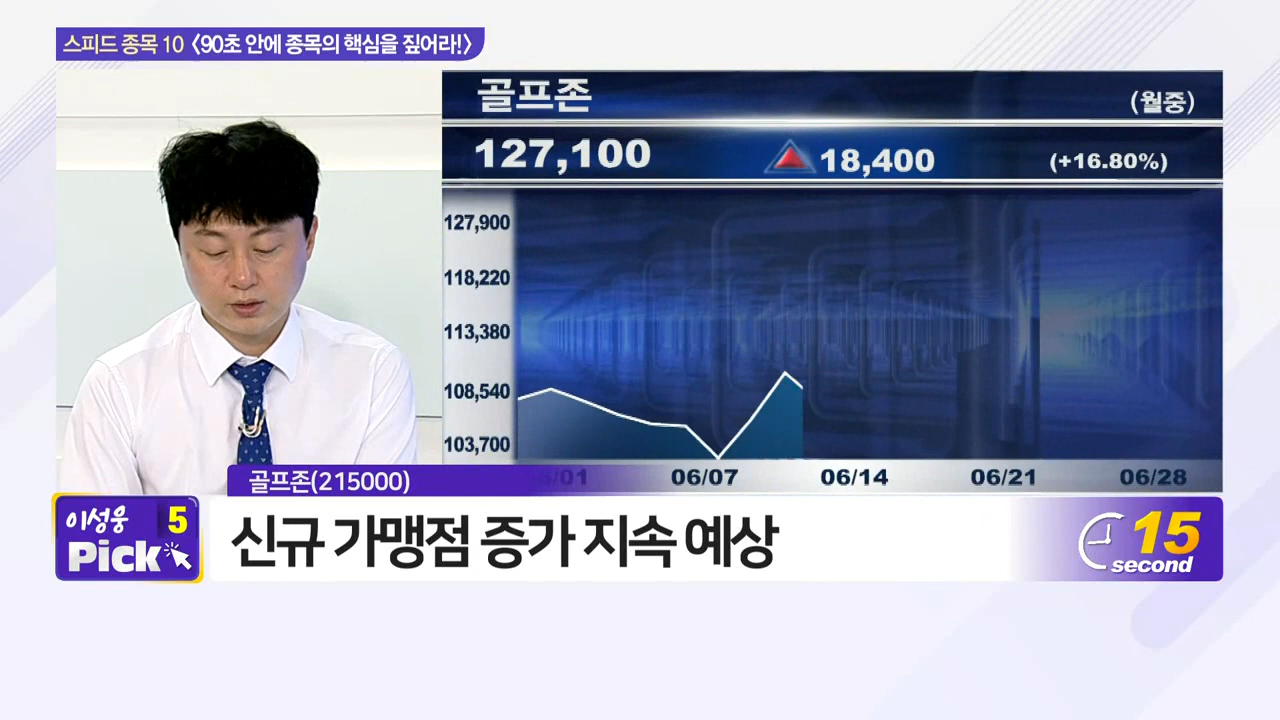 스피드 종목 10 〈90초 안에 종목의 핵심을 짚어라!〉
골프존
(월중)
127,100
18,400
(+16.80%)
127,900
118,220
113,380
108,540
103,700
/01
06/07
06/14
06/21
06/28
골프존(215000)
이성웅 5
Pick
신규 가맹점 증가 지속 예상
15
second